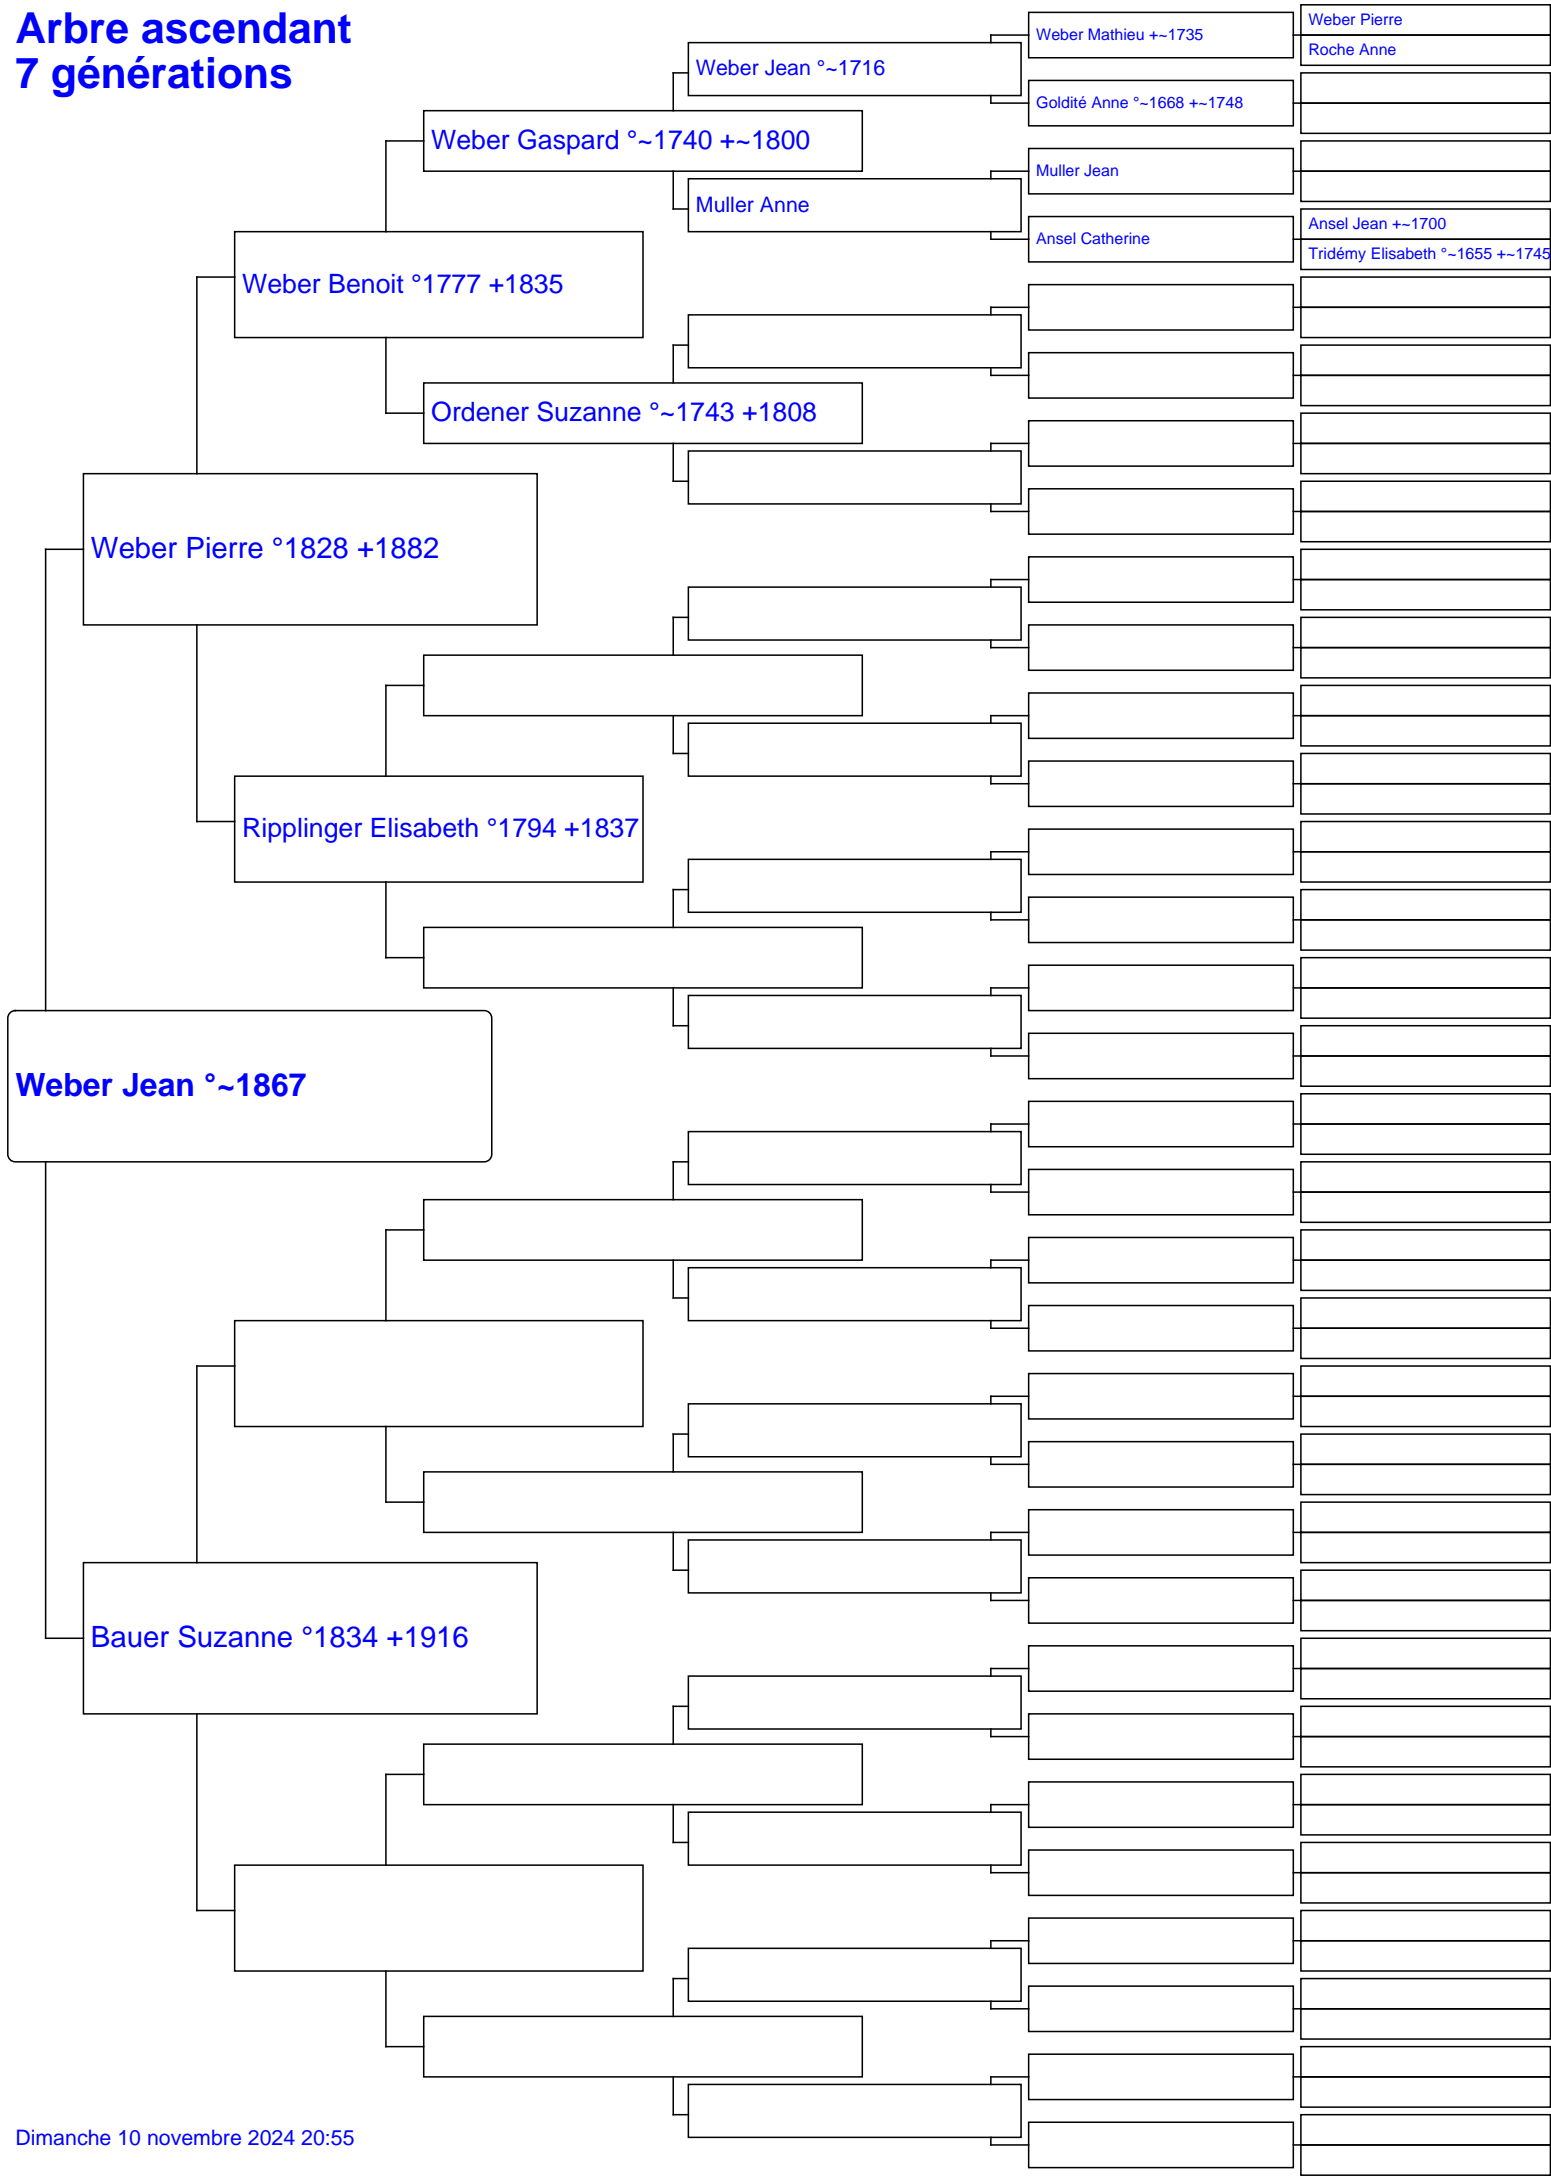 Arbre ascendant
7 générations
Weber Pierre
Weber Mathieu +~1735
Roche Anne
Weber Jean °~1716
Goldité Anne °~1668 +~1748
Weber Gaspard °~1740 +~1800
Muller Jean
Muller Anne
Ansel Jean +~1700
Ansel Catherine
Tridémy Elisabeth °~1655 +~1745
Weber Benoit °1777 +1835
Ordener Suzanne °~1743 +1808
Weber Pierre °1828 +1882
Ripplinger Elisabeth °1794 +1837
Weber Jean °~1867
Bauer Suzanne °1834 +1916
Dimanche 10 novembre 2024 20:55